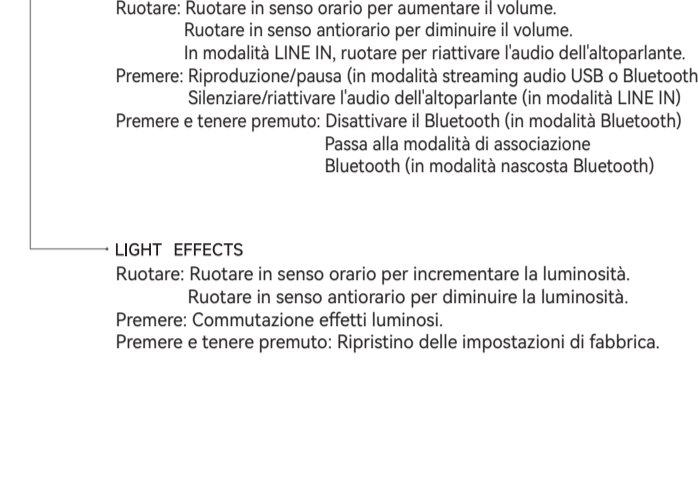 Ruotare: Ruotare in senso orario per aumentare il volume.
Ruotare in senso antiorario per diminuire il volume.
In modalità LINE IN, ruotare per riattivare l'audio dell'altoparlante.
Premere: Riproduzione/pausa (in modalità streaming audio USB o Bluetooth
Silenziare/riattivare l'audio dell'altoparlante (in modalità LINE IN)
Premere e tenere premuto: Disattivare il Bluetooth (in modalità Bluetooth)
Passa alla modalità di associazione
Bluetooth (in modalità nascosta Bluetooth)
LIGHT EFFECTS
Ruotare: Ruotare in senso orario per incrementare la luminosità.
Ruotare in senso antiorario per diminuire la luminosità.
Premere: Commutazione effetti luminosi.
Premere e tenere premuto: Ripristino delle impostazioni di fabbrica.